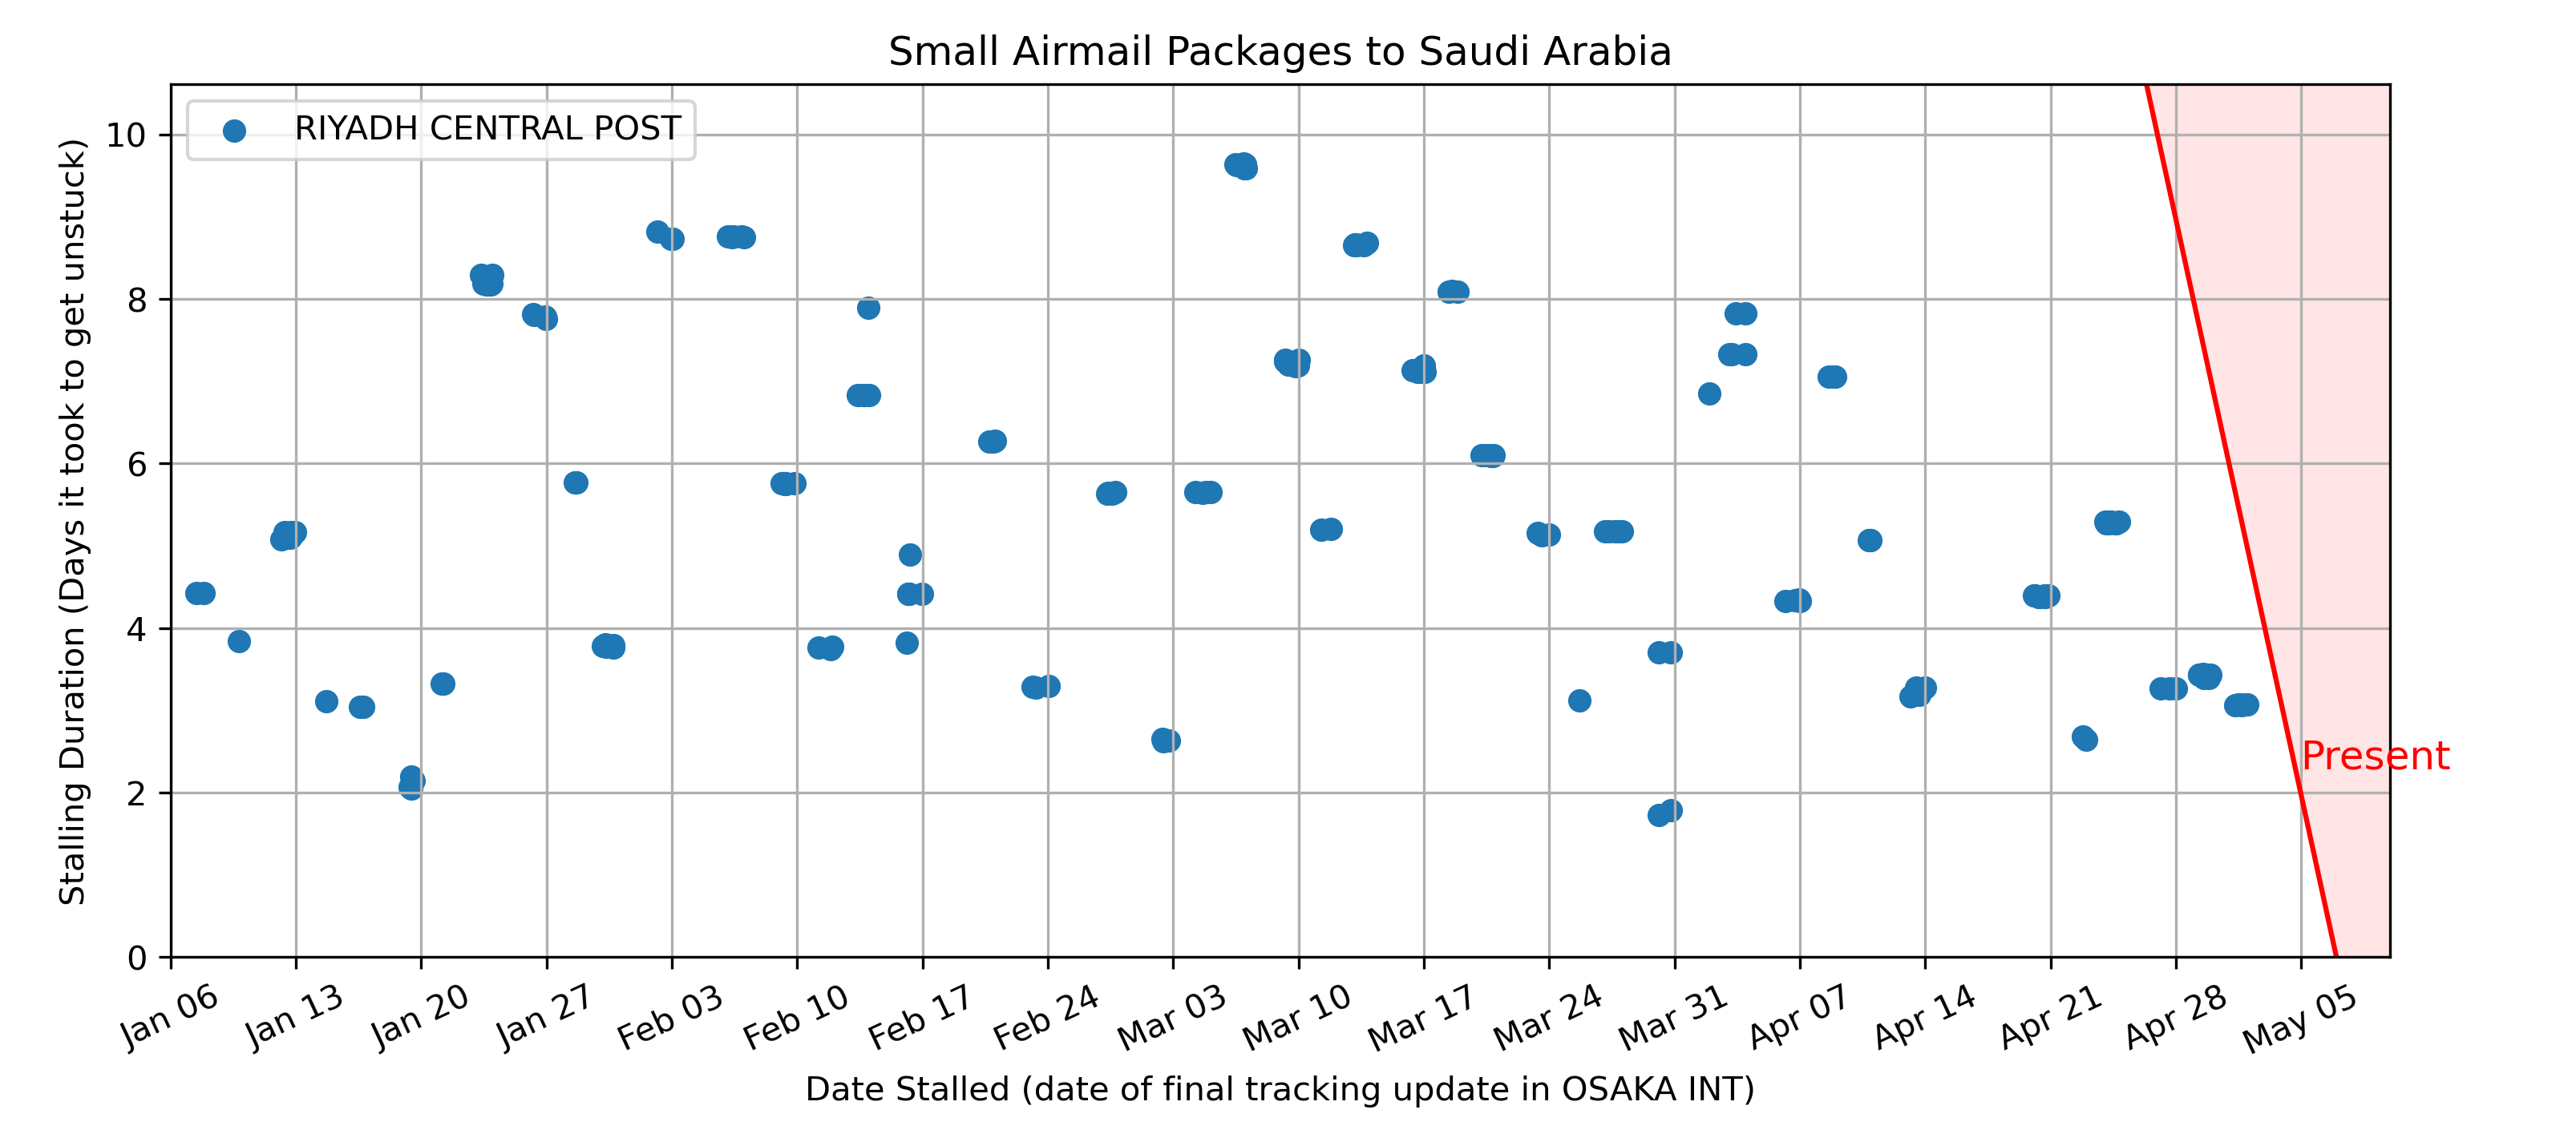 Small Airmail Packages to Saudi Arabia
RIYADH CENTRAL POST
Stalling Duration (Days it took to get unstuck)
10
8
6
4
2
0
Present
Jan 06
Jan 13
Jan 20
Jan 27
Feb 03
Feb 10
Feb 17
Feb 24
Mar 03
Mar 10
Mar 17
Mar 24
Mar 31
Apr 07
Apr 14
Apr 21
Apr 28
May 05
Date Stalled (date of final tracking update in OSAKA INT)